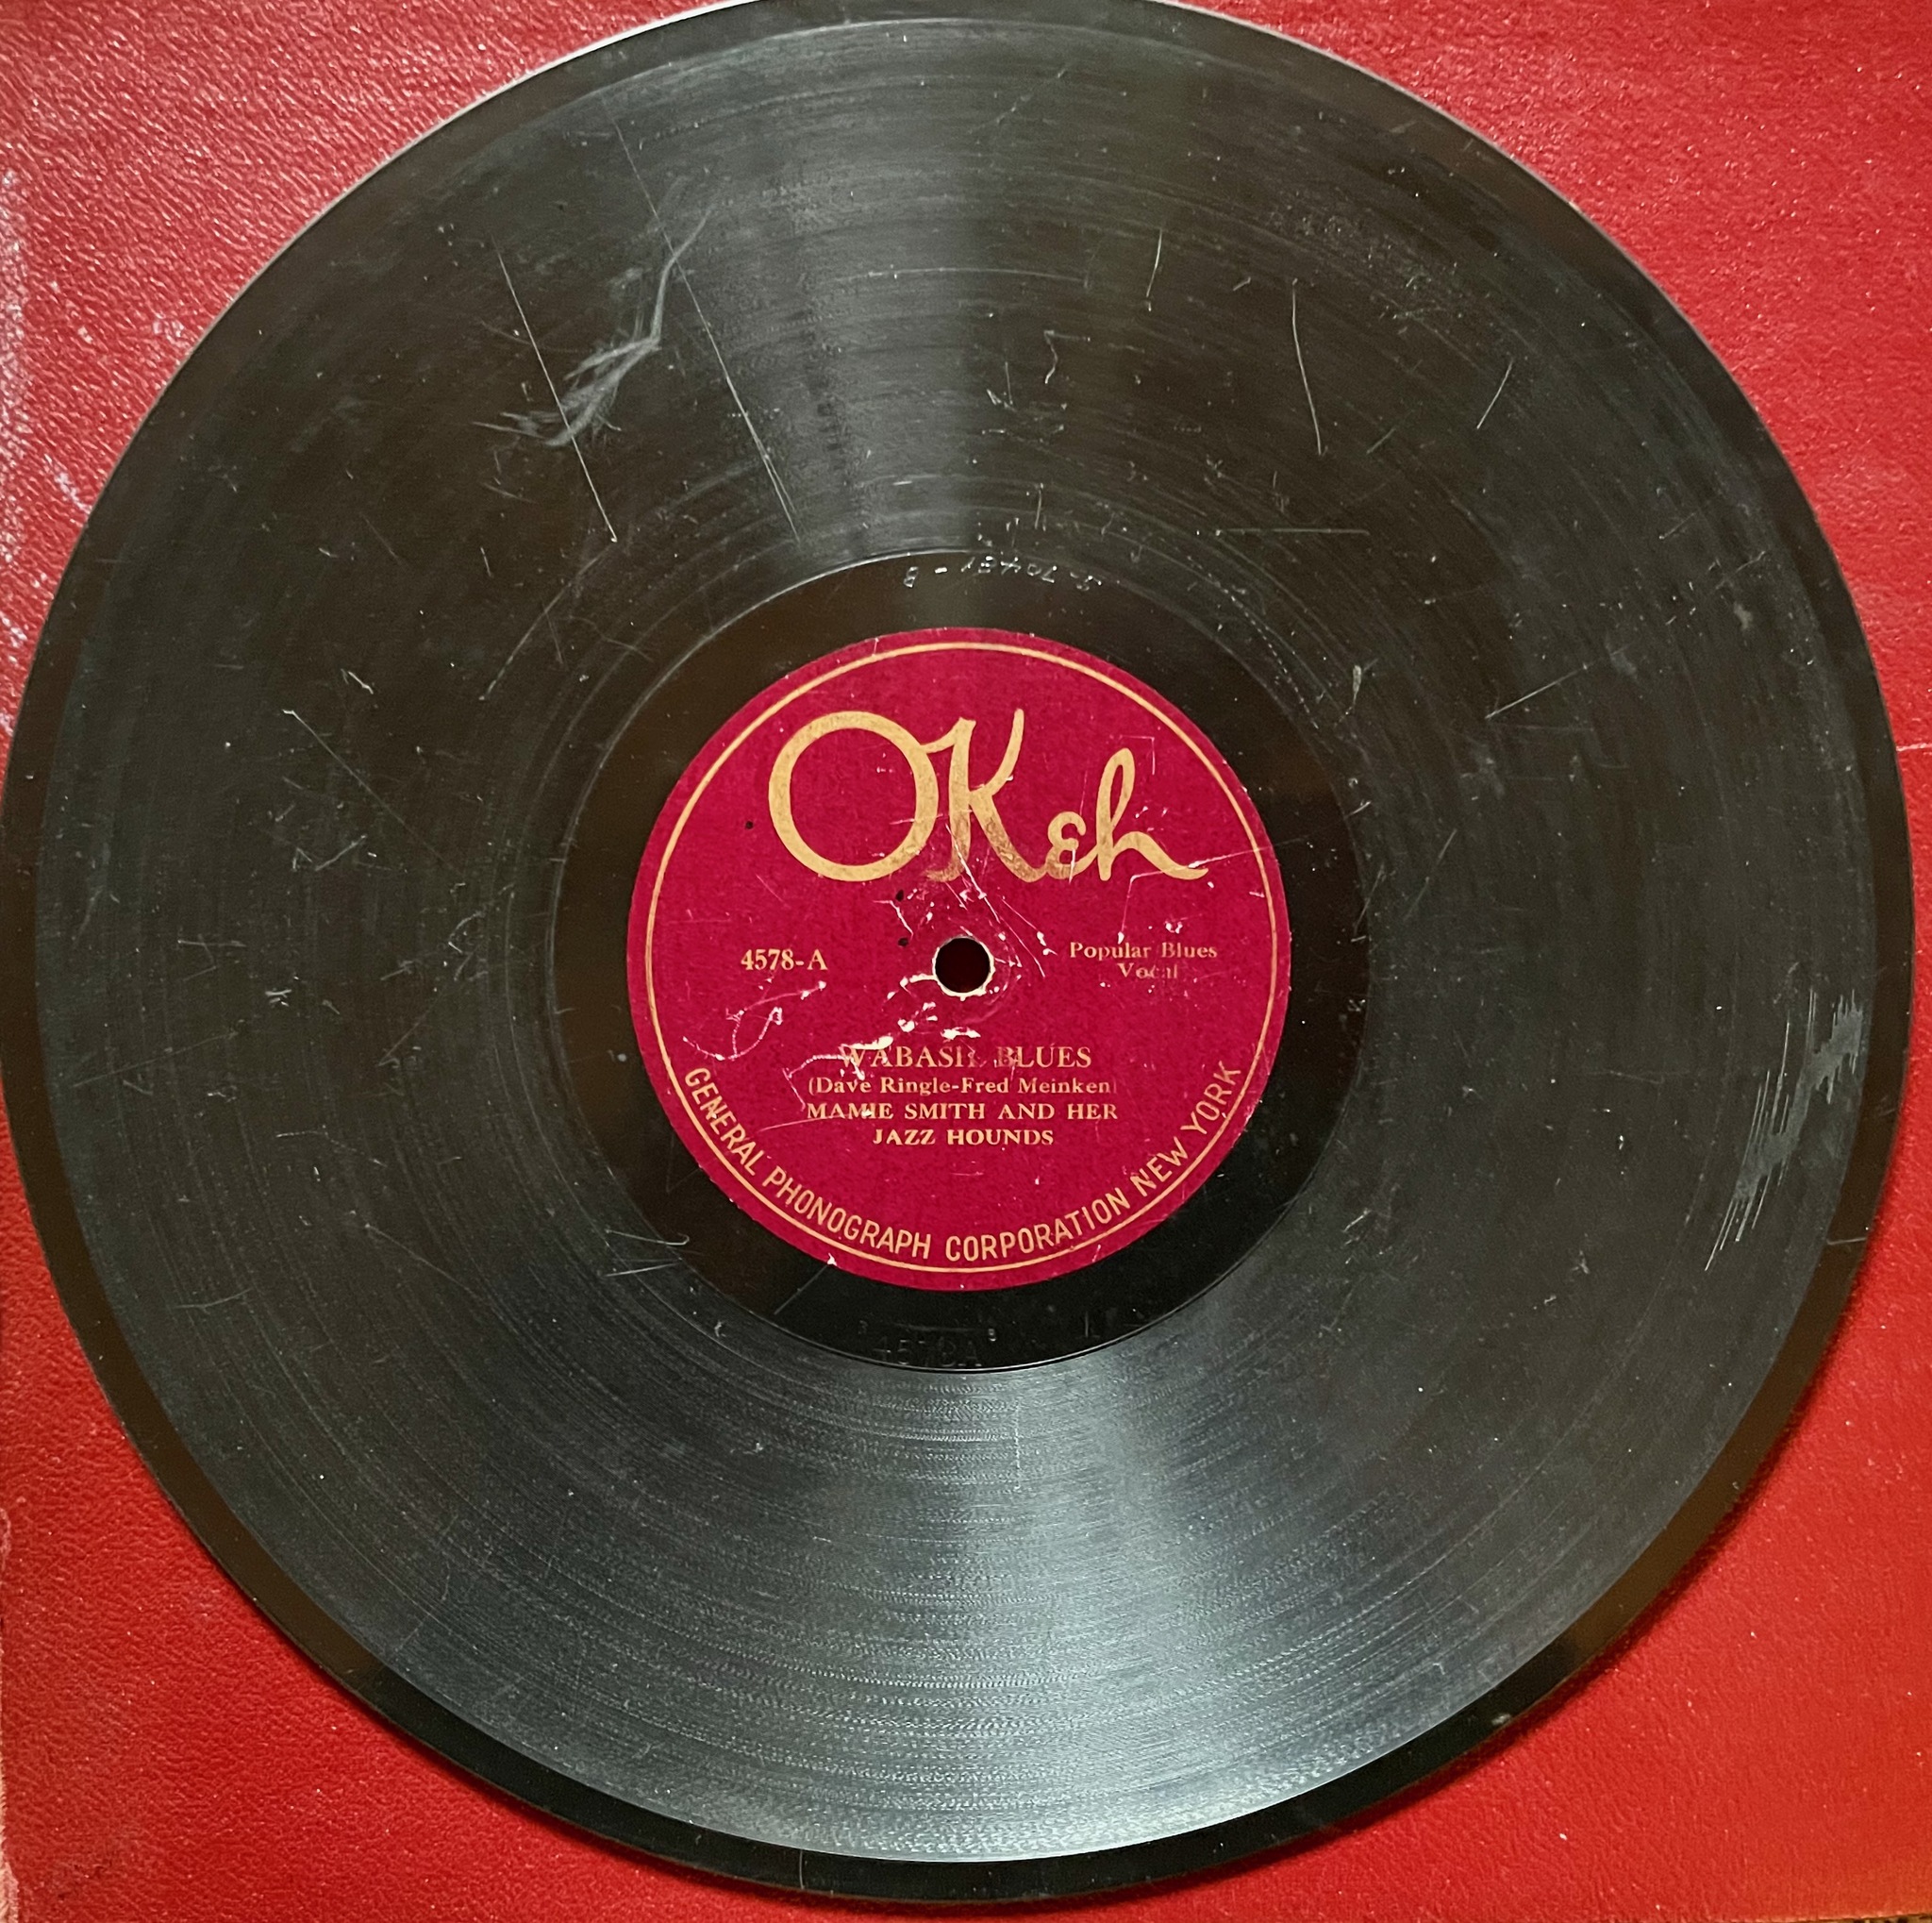 OKeh
4578-A
Popular Blues
Vocal
WABASH BLUES
(Dave Ringle-Fred Meinken)
MAMIE SMITH AND HER
JAZZ HOUNDS
GENERAL PHONOGRAPH CORPORATION NEW YORK
4578A